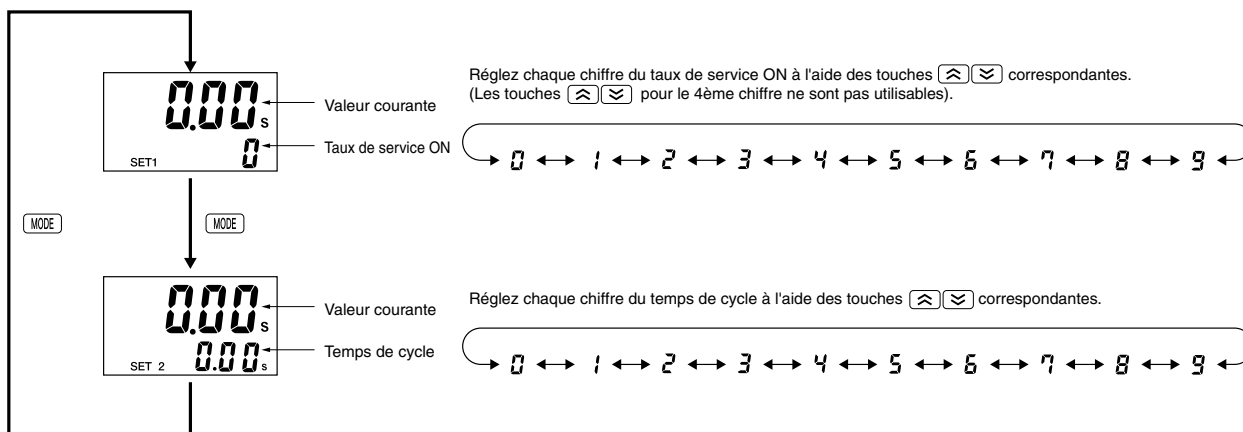 Réglez chaque chiffre du taux de service ON à l'aide des touches correspondantes.
(Les touches pour le 4ème chiffre ne sont pas utilisables).
0.00 s
Valeur courante
SET1 0
Taux de service ON
0 1 2 3 4 5 6 7 8 9
MODE
MODE
0.00 s
Valeur courante
Réglez chaque chiffre du temps de cycle à l'aide des touches correspondantes.
SET 2 0.00 s
Temps de cycle
0 1 2 3 4 5 6 7 8 9